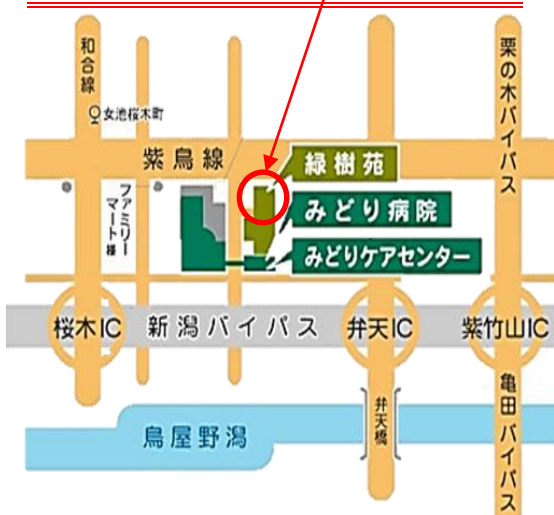 和合線
女池桜木町
栗の木バイパス
紫鳥線
緑樹苑
ファミリー
マート様
みどり病院
みどりケアセンター
桜木IC
新潟バイパス
弁天IC
紫竹山IC
鳥屋野潟
弁天橋
亀田バイパス